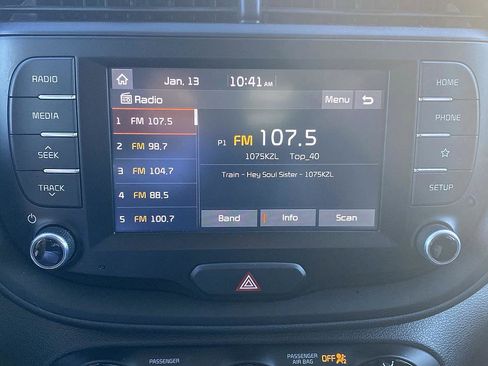 RADIO
MEDIA
SEEK
TRACK
Jan, 13 10:41 AM
Radio Menu
1 FM 107.5
2 FM 98.7
3 FM 104.7
4 FM 88.5
5 FM 100.7
P1 FM 107.5
1075KZL Top_40
Train - Hey Soul Sister - 1075KZL
Band Info Scan
HOME
PHONE
SETUP
PASSENGER
PASSENGER
AIR BAG
OFF